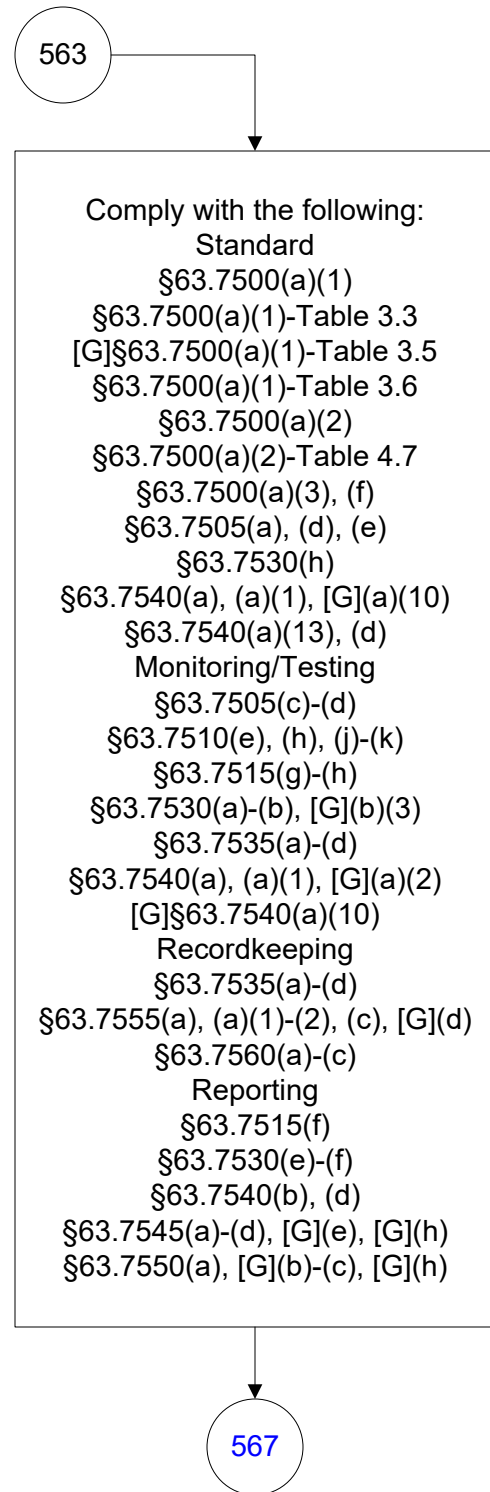 563
Comply with the following:
Standard
§63.7500(a)(1)
§63.7500(a)(1)-Table 3.3
[G]§63.7500(a)(1)-Table 3.5
§63.7500(a)(1)-Table 3.6
§63.7500(a)(2)
§63.7500(a)(2)-Table 4.7
§63.7500(a)(3), (f)
§63.7505(a), (d), (e)
§63.7530(h)
§63.7540(a), (a)(1), [G](a)(10)
§63.7540(a)(13), (d)
Monitoring/Testing
§63.7505(c)-(d)
§63.7510(e), (h), (j)-(k)
§63.7515(g)-(h)
§63.7530(a)-(b), [G](b)(3)
§63.7535(a)-(d)
§63.7540(a), (a)(1), [G](a)(2)
[G]§63.7540(a)(10)
Recordkeeping
§63.7535(a)-(d)
§63.7555(a), (a)(1)-(2), (c), [G](d)
§63.7560(a)-(c)
Reporting
§63.7515(f)
§63.7530(e)-(f)
§63.7540(b), (d)
§63.7545(a)-(d), [G](e), [G](h)
§63.7550(a), [G](b)-(c), [G](h)
567